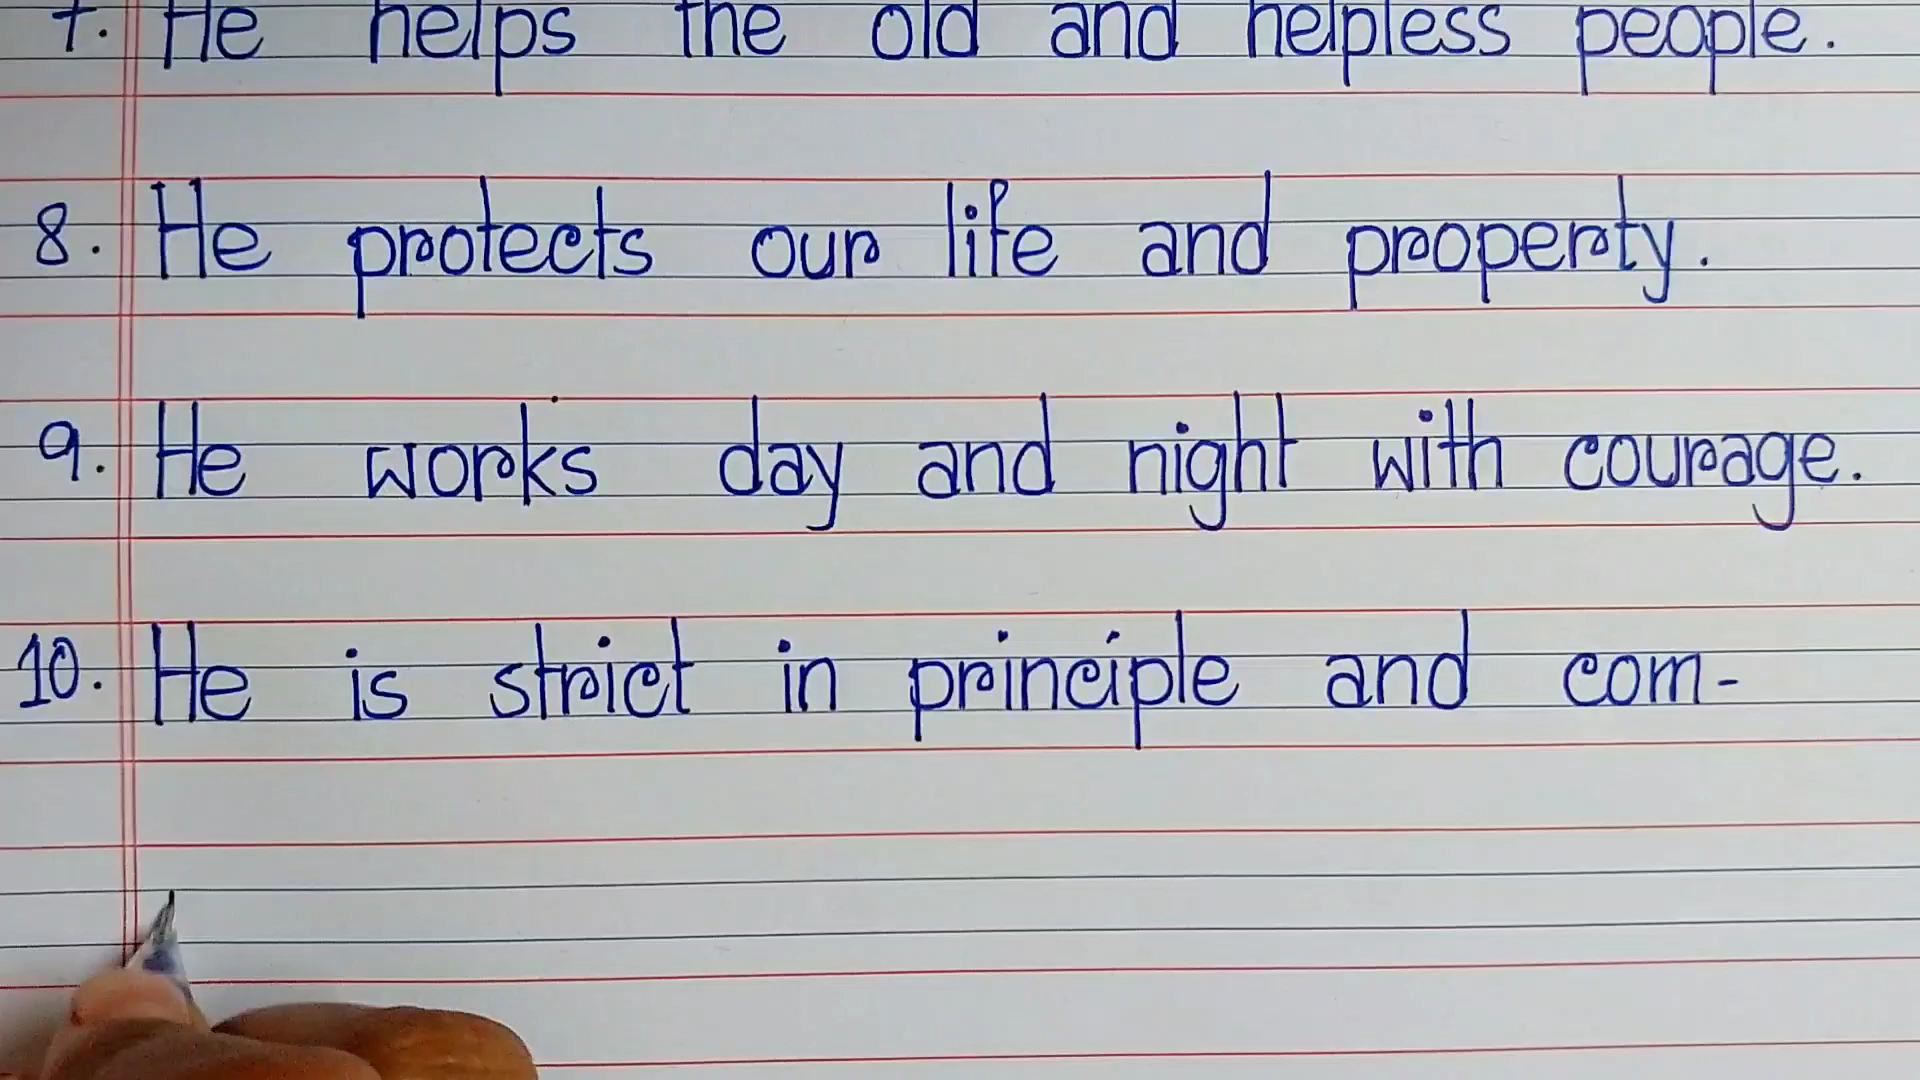 7. He helps the old and helpless people.
8. He protects our life and property.
9. He works day and night with courage.
10. He is strict in principle and com-